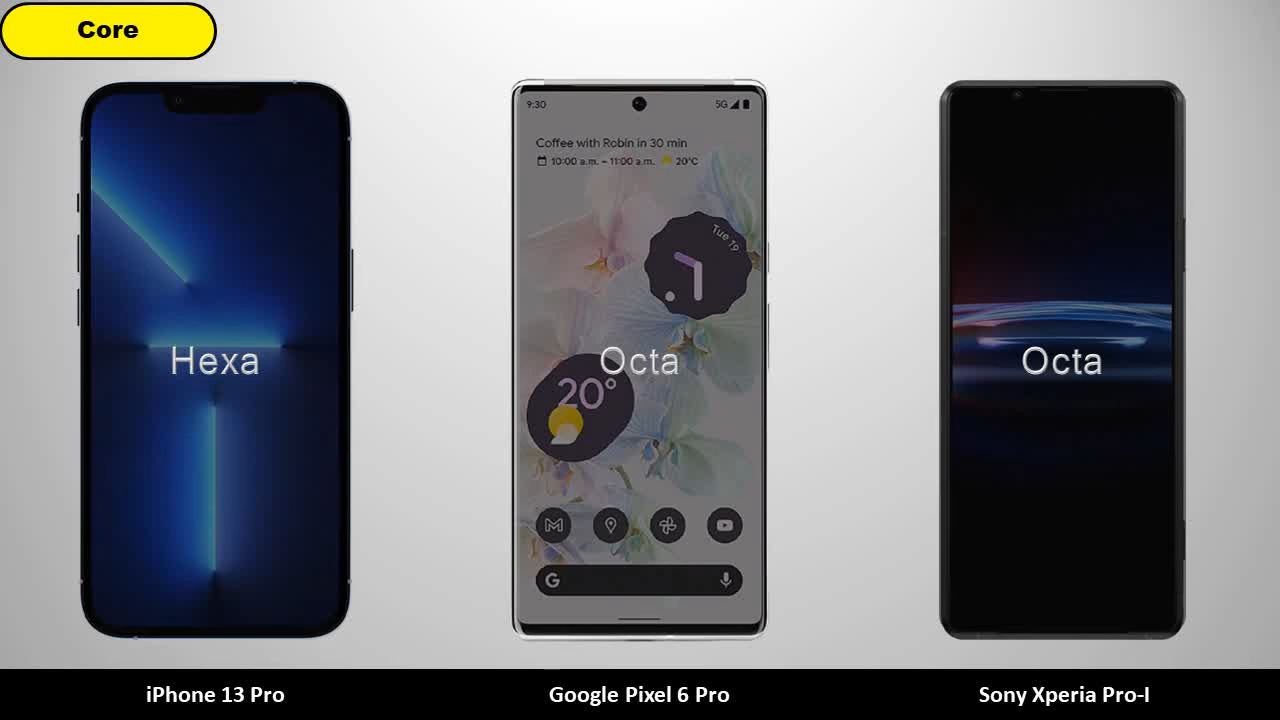 Core
9:30
5G
Coffee with Robin in 30 min
10:00 a.m. – 11:00 a.m. 20°C
Tue 19
Hexa
Octa
Octa
20°
G
iPhone 13 Pro
Google Pixel 6 Pro
Sony Xperia Pro-I